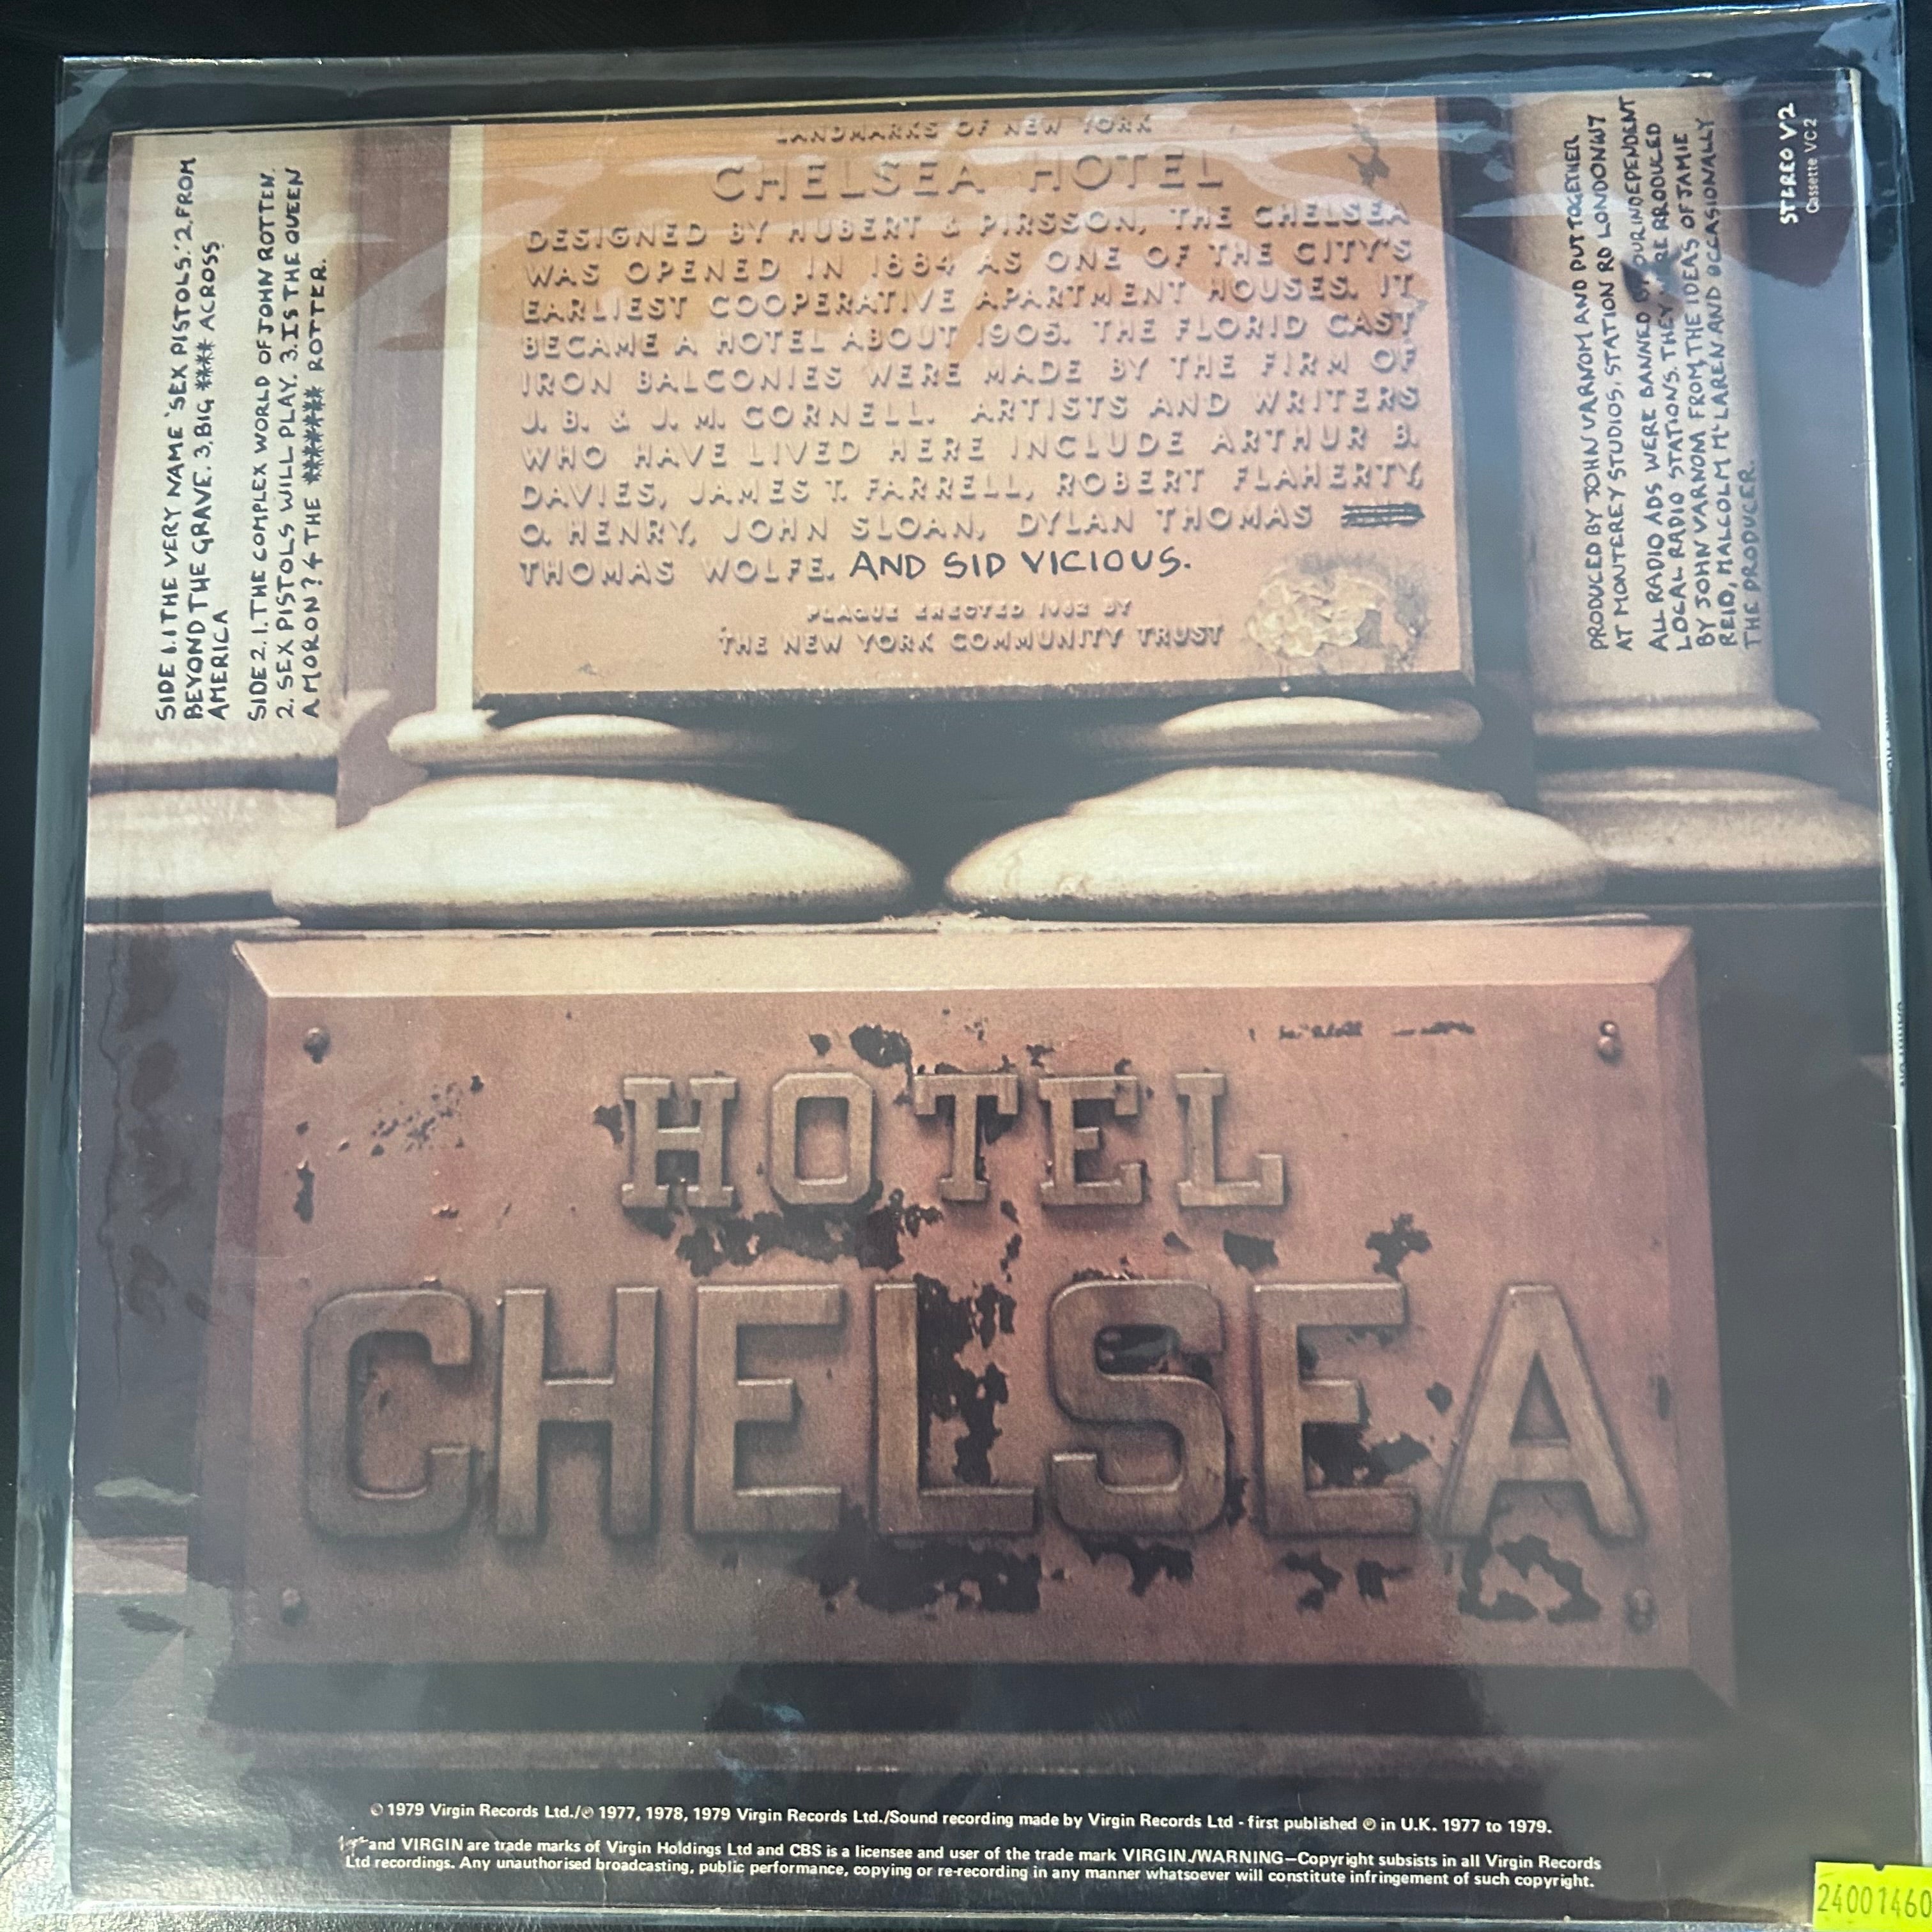 SIDE 1. 1 THE VERY NAME 'SEX PISTOLS'. 2. FROM
BEYOND THE GRAVE. 3. BIG **** ACROSS
AMERICA
SIDE 2. 1. THE COMPLEX WORLD OF JOHN ROTTEN.
2. SEX PISTOLS WILL PLAY. 3. IS THE QUEEN
A MORON? 4 THE ******* ROTTER.
LANDMARKS OF NEW YORK
CHELSEA HOTEL
DESIGNED BY HUBERT & PIRSSON, THE CHELSEA
WAS OPENED IN 1884 AS ONE OF THE CITY'S
EARLIEST COOPERATIVE APARTMENT HOUSES. IT
BECAME A HOTEL ABOUT 1905. THE FLORID CAST
IRON BALCONIES WERE MADE BY THE FIRM OF
J. B. & J. M. CORNELL. ARTISTS AND WRITERS
WHO HAVE LIVED HERE INCLUDE ARTHUR B.
DAVIES, JAMES T. FARRELL, ROBERT FLAHERTY,
O. HENRY, JOHN SLOAN, DYLAN THOMAS
THOMAS WOLFE. AND SID VICIOUS.
PLAQUE ERECTED 1962 BY
THE NEW YORK COMMUNITY TRUST
PRODUCED BY JOHN VARNOM AND PUT TOGETHER
AT MONTEREY STUDIOS, STATION RD LONDON W7
ALL RADIO ADS WERE BANNED BY OUR INDEPENDENT
LOCAL RADIO STATIONS. THEY WERE PRODUCED
BY JOHN VARNOM FROM THE IDEAS OF JAMIE
REID, MALCOLM McLAREN AND OCCASIONALLY
THE PRODUCER.
STEREO V2
Cassette VC 2
HOTEL
CHELSEA
© 1979 Virgin Records Ltd./℗ 1977, 1978, 1979 Virgin Records Ltd./Sound recording made by Virgin Records Ltd - first published ℗ in U.K. 1977 to 1979.
and VIRGIN are trade marks of Virgin Holdings Ltd and CBS is a licensee and user of the trade mark VIRGIN./WARNING—Copyright subsists in all Virgin Records
Ltd recordings. Any unauthorised broadcasting, public performance, copying or re-recording in any manner whatsoever will constitute infringement of such copyright.
24001460